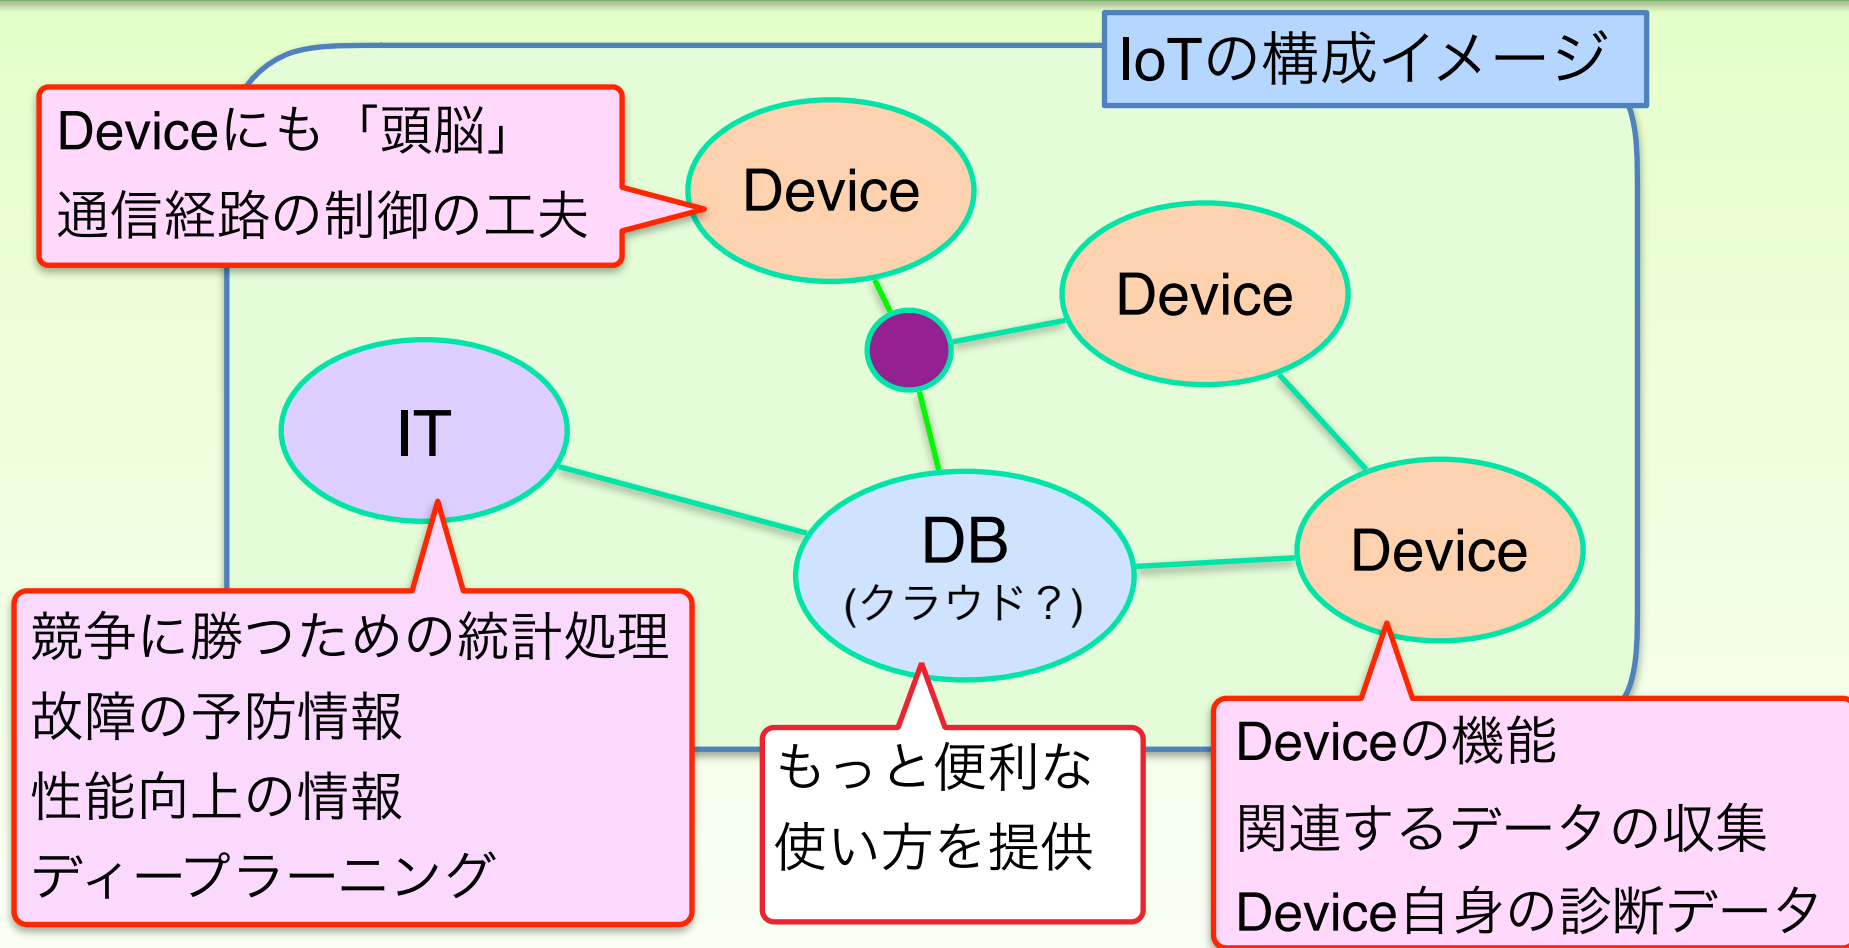 IoTの構成イメージ
Deviceにも「頭脳」
通信経路の制御の工夫
Device
Device
IT
DB
(クラウド？)
Device
競争に勝つための統計処理
故障の予防情報
性能向上の情報
ディープラーニング
もっと便利な
使い方を提供
Deviceの機能
関連するデータの収集
Device自身の診断データ